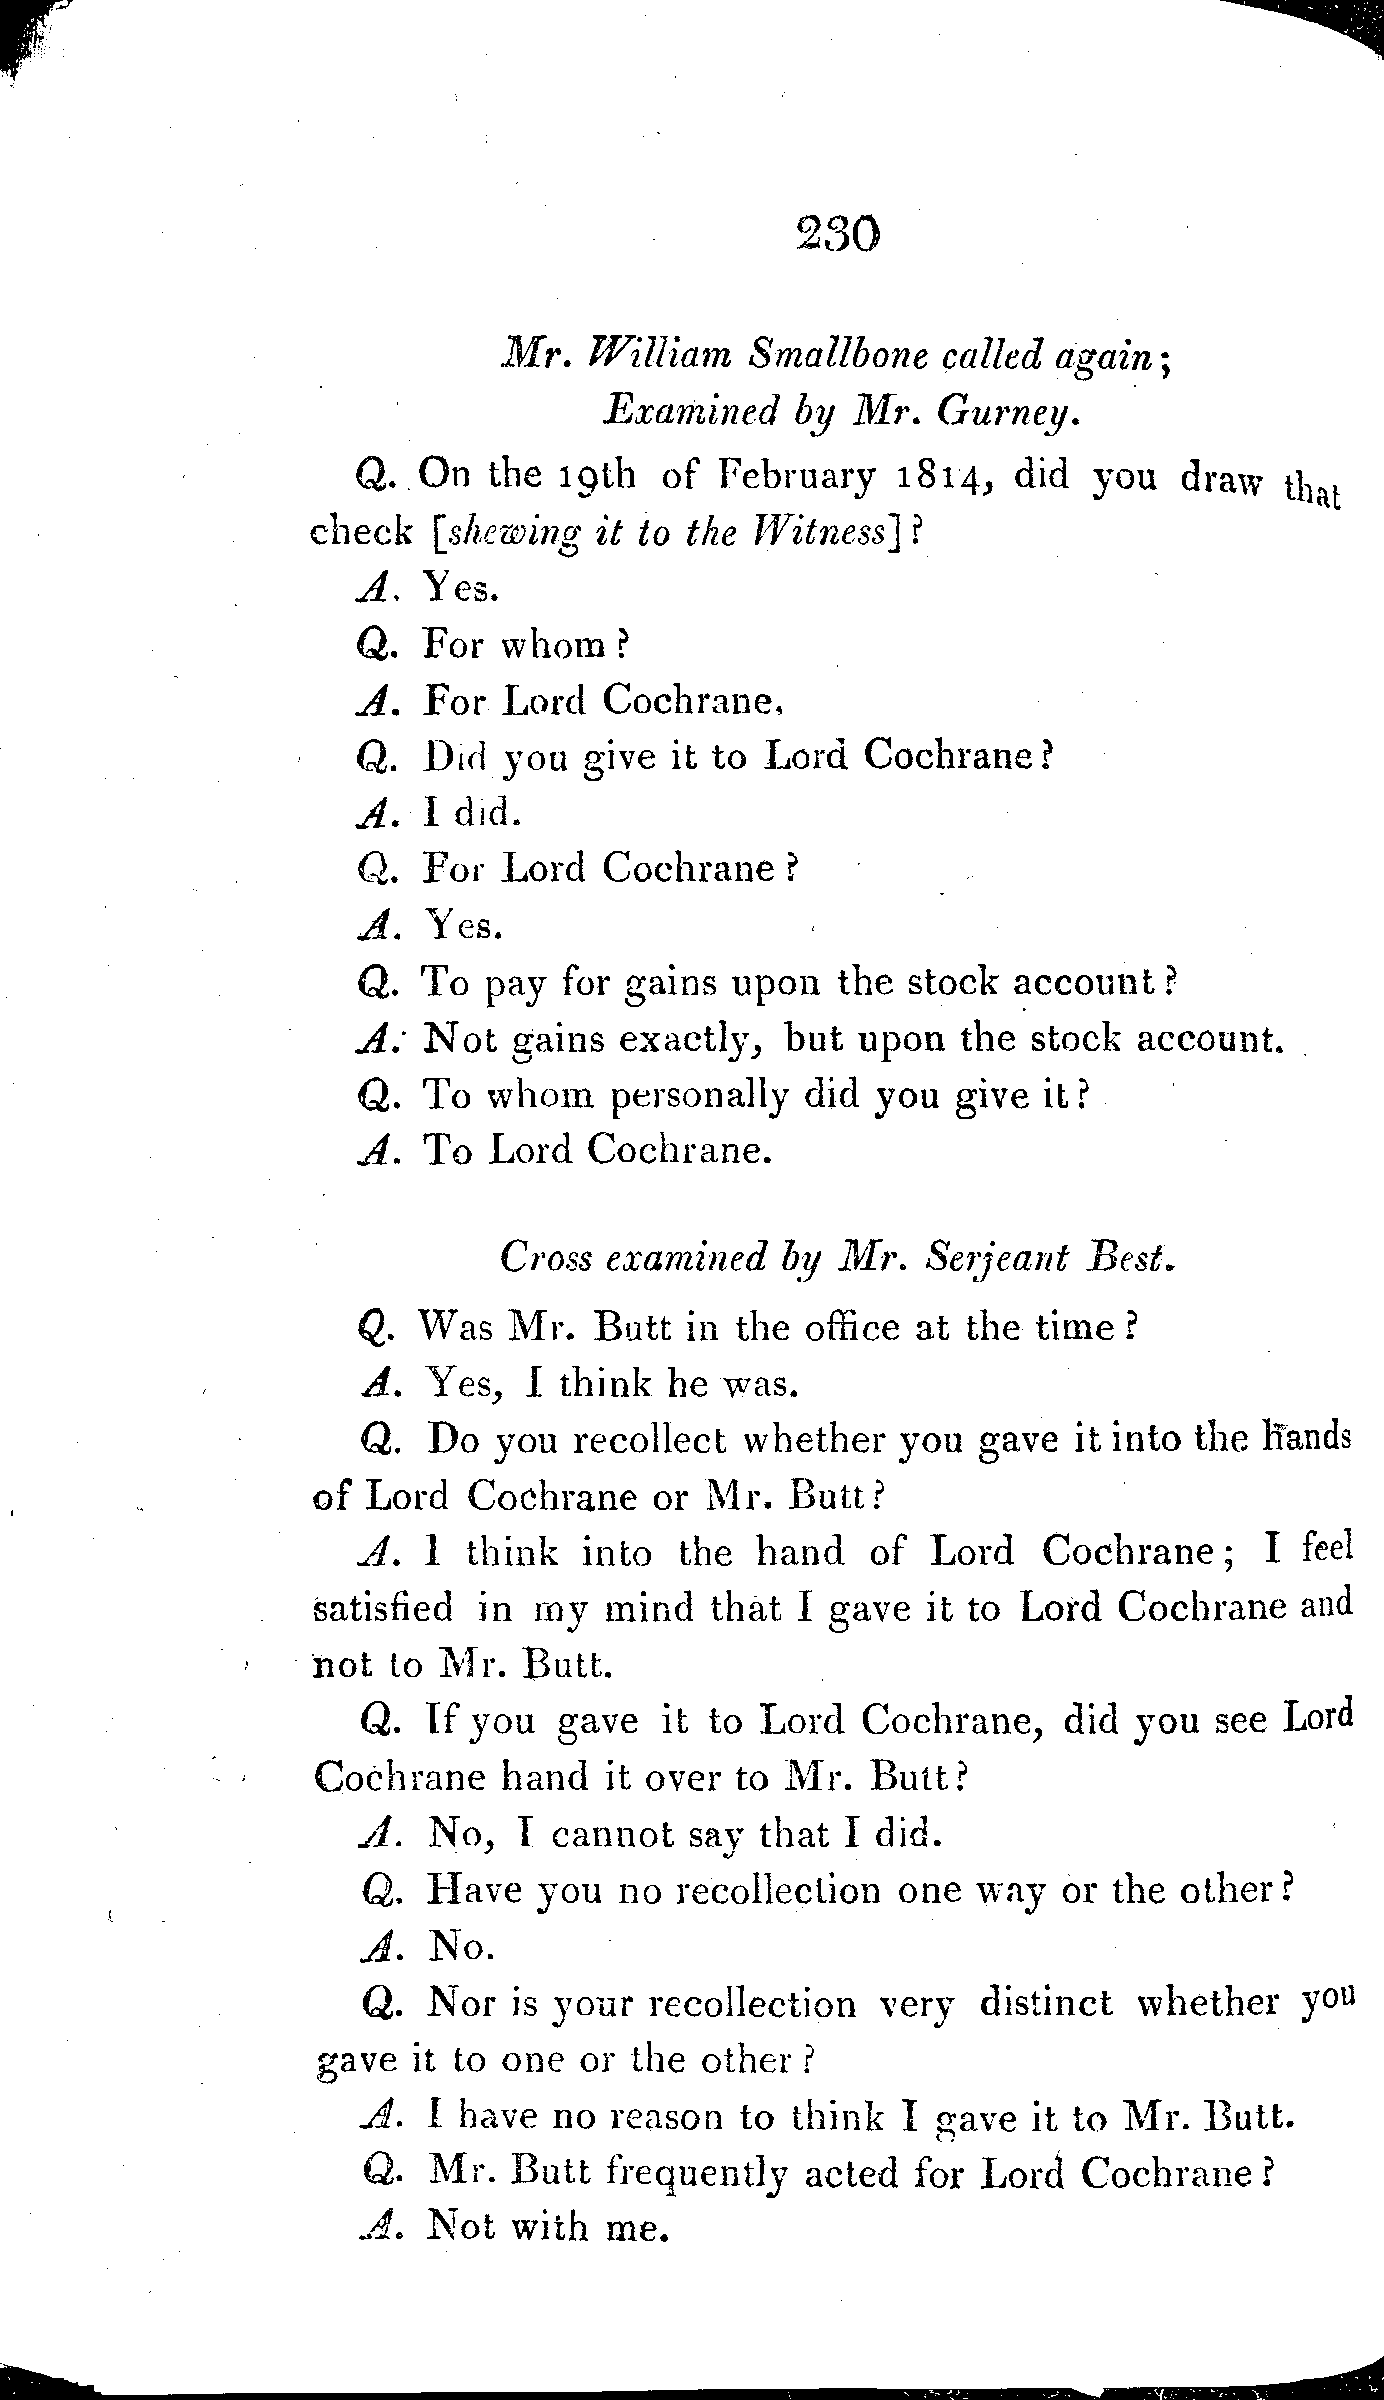 230
Mr. William Smallbone called again;
Examined by Mr. Gurney.
Q. On the 19th of February 1814, did you draw that
check [shewing it to the Witness]?
A. Yes.
Q. For whom?
A. For Lord Cochrane.
Q. Did you give it to Lord Cochrane?
A. I did.
Q. For Lord Cochrane?
A. Yes.
Q. To pay for gains upon the stock account?
A. Not gains exactly, but upon the stock account.
Q. To whom personally did you give it?
A. To Lord Cochrane.
Cross examined by Mr. Serjeant Best.
Q. Was Mr. Butt in the office at the time?
A. Yes, I think he was.
Q. Do you recollect whether you gave it into the hands
of Lord Cochrane or Mr. Butt?
A. I think into the hand of Lord Cochrane; I feel
satisfied in my mind that I gave it to Lord Cochrane and
not to Mr. Butt.
Q. If you gave it to Lord Cochrane, did you see Lord
Cochrane hand it over to Mr. Butt?
A. No, I cannot say that I did.
Q. Have you no recollection one way or the other?
A. No.
Q. Nor is your recollection very distinct whether you
gave it to one or the other?
A. I have no reason to think I gave it to Mr. Butt.
Q. Mr. Butt frequently acted for Lord Cochrane?
A. Not with me.